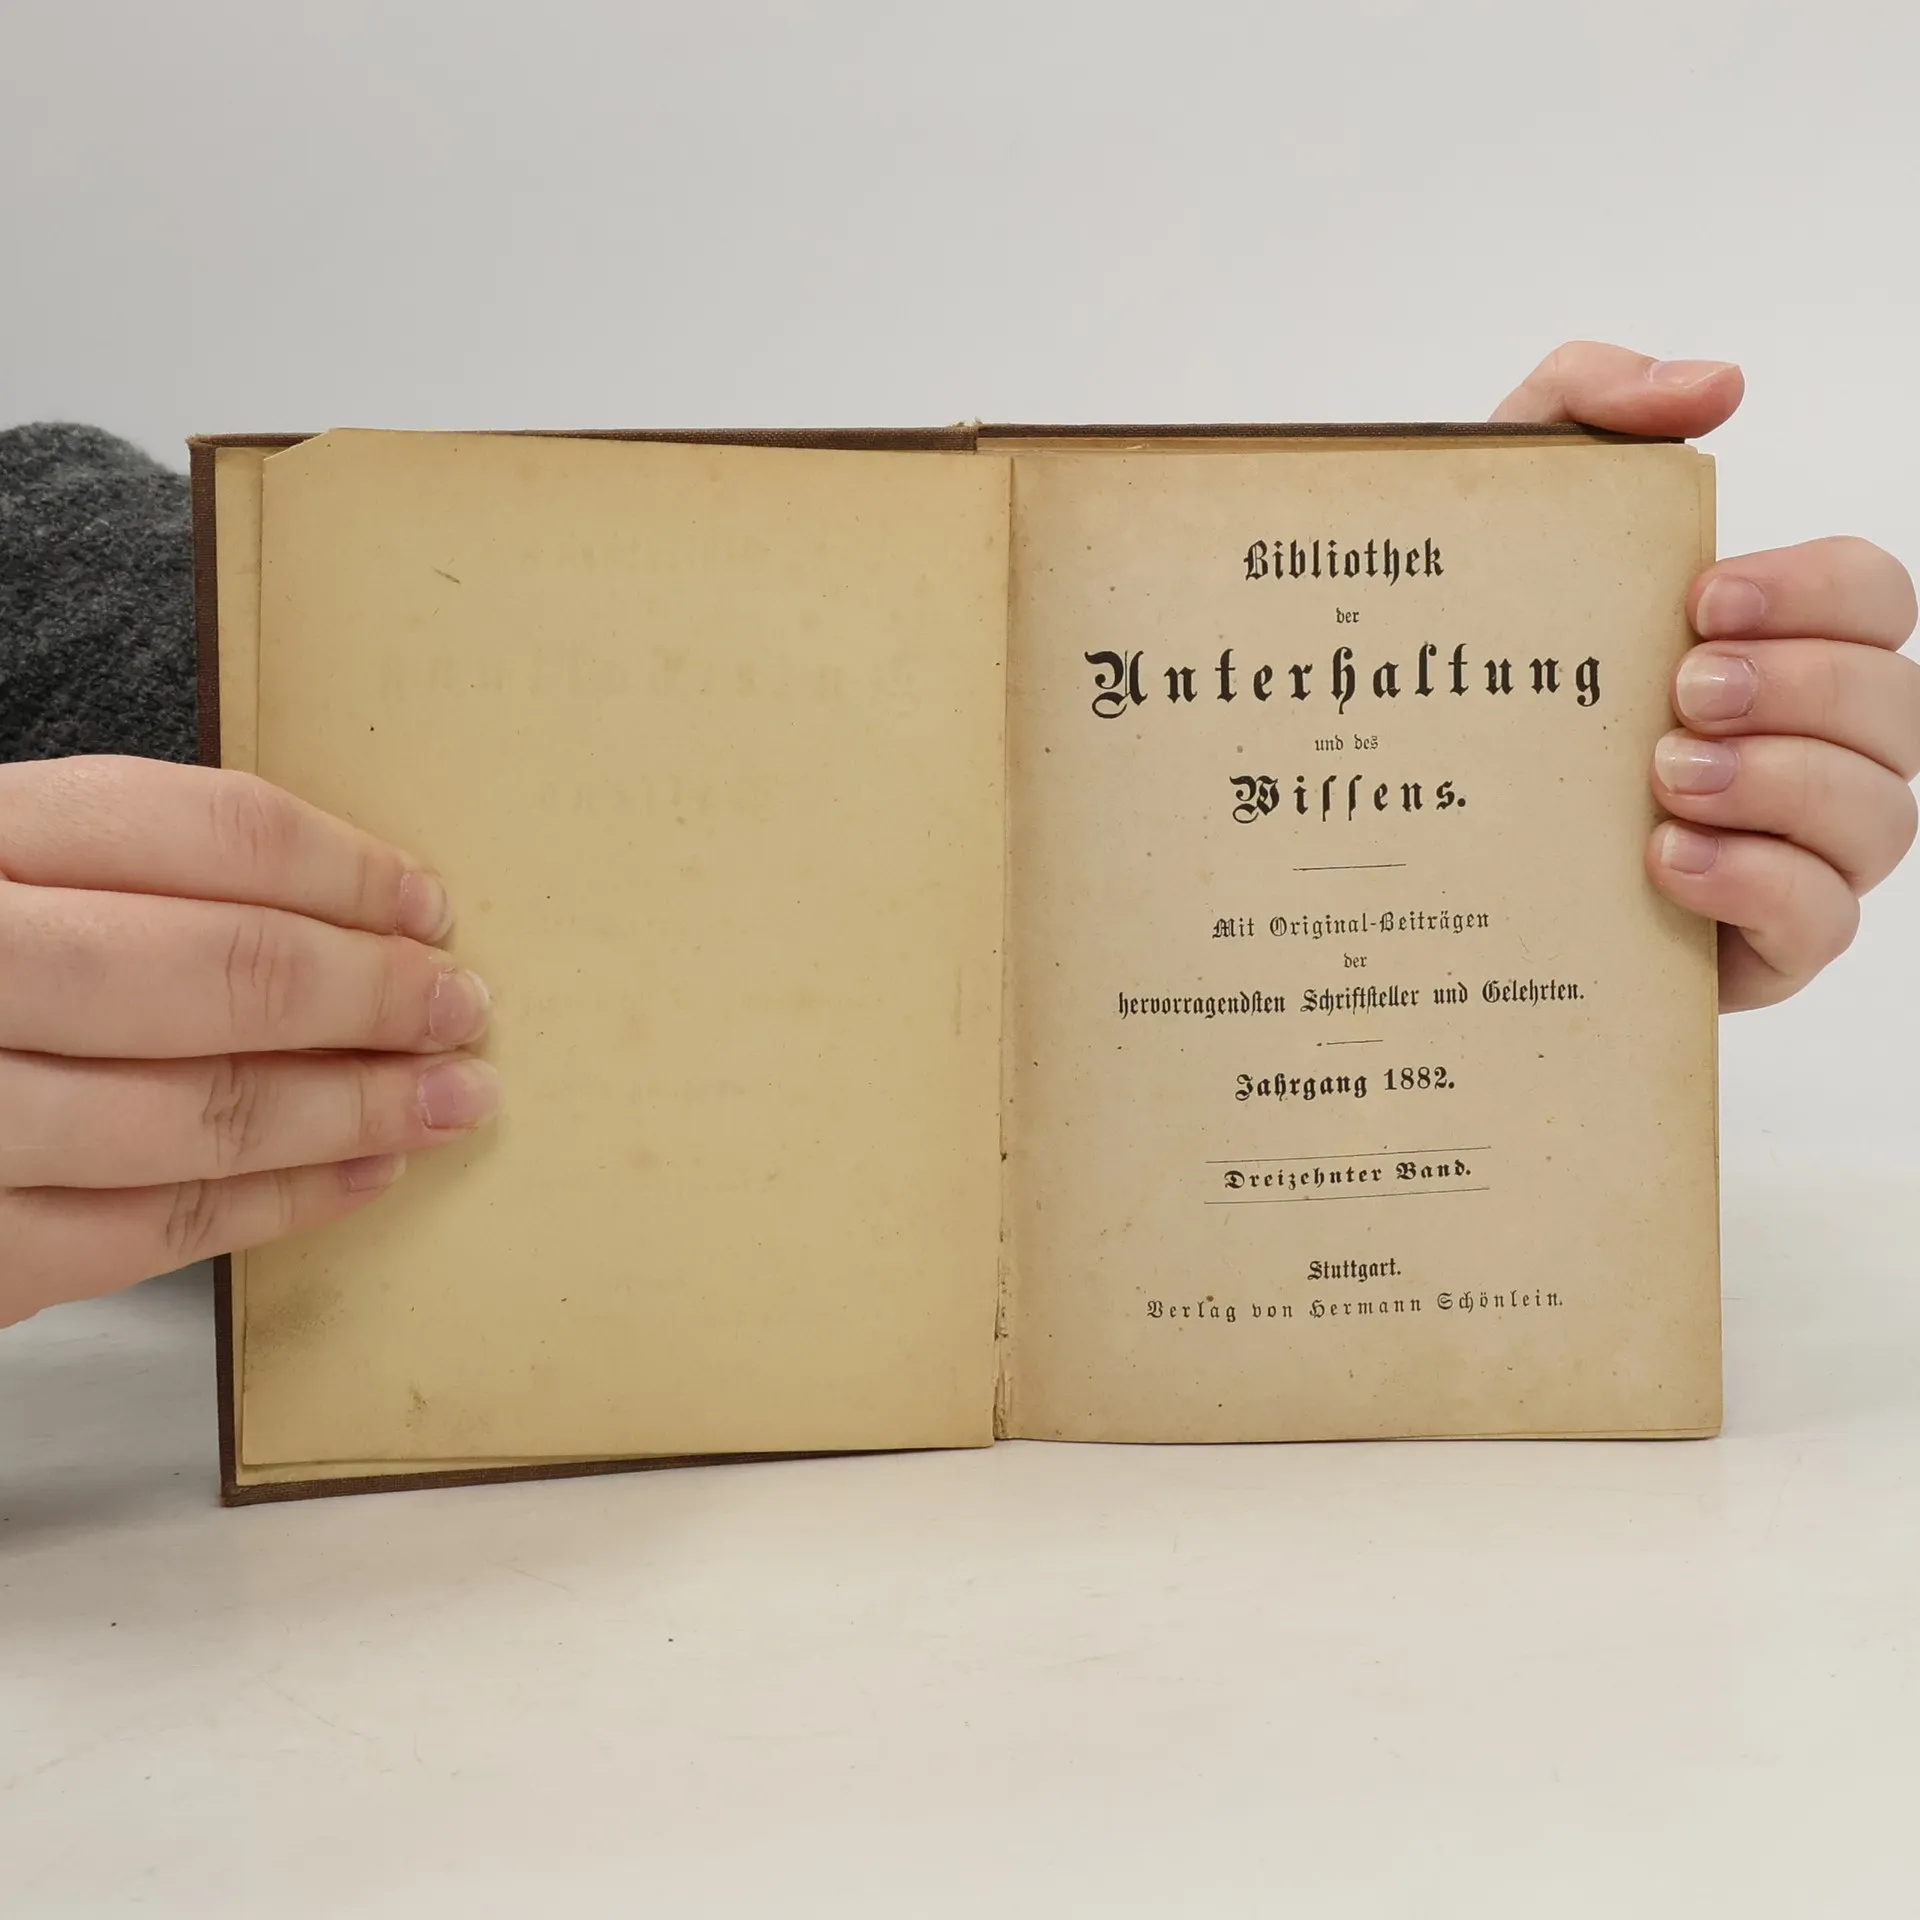 Bibliothek
der
Unterhaltung
und des
Wiſſens.
Mit Original-Beiträgen
der
hervorragendſten Schriftſteller und Gelehrten.
Jahrgang 1882.
Dreizehnter Band.
Stuttgart.
Verlag von Hermann Schönlein.